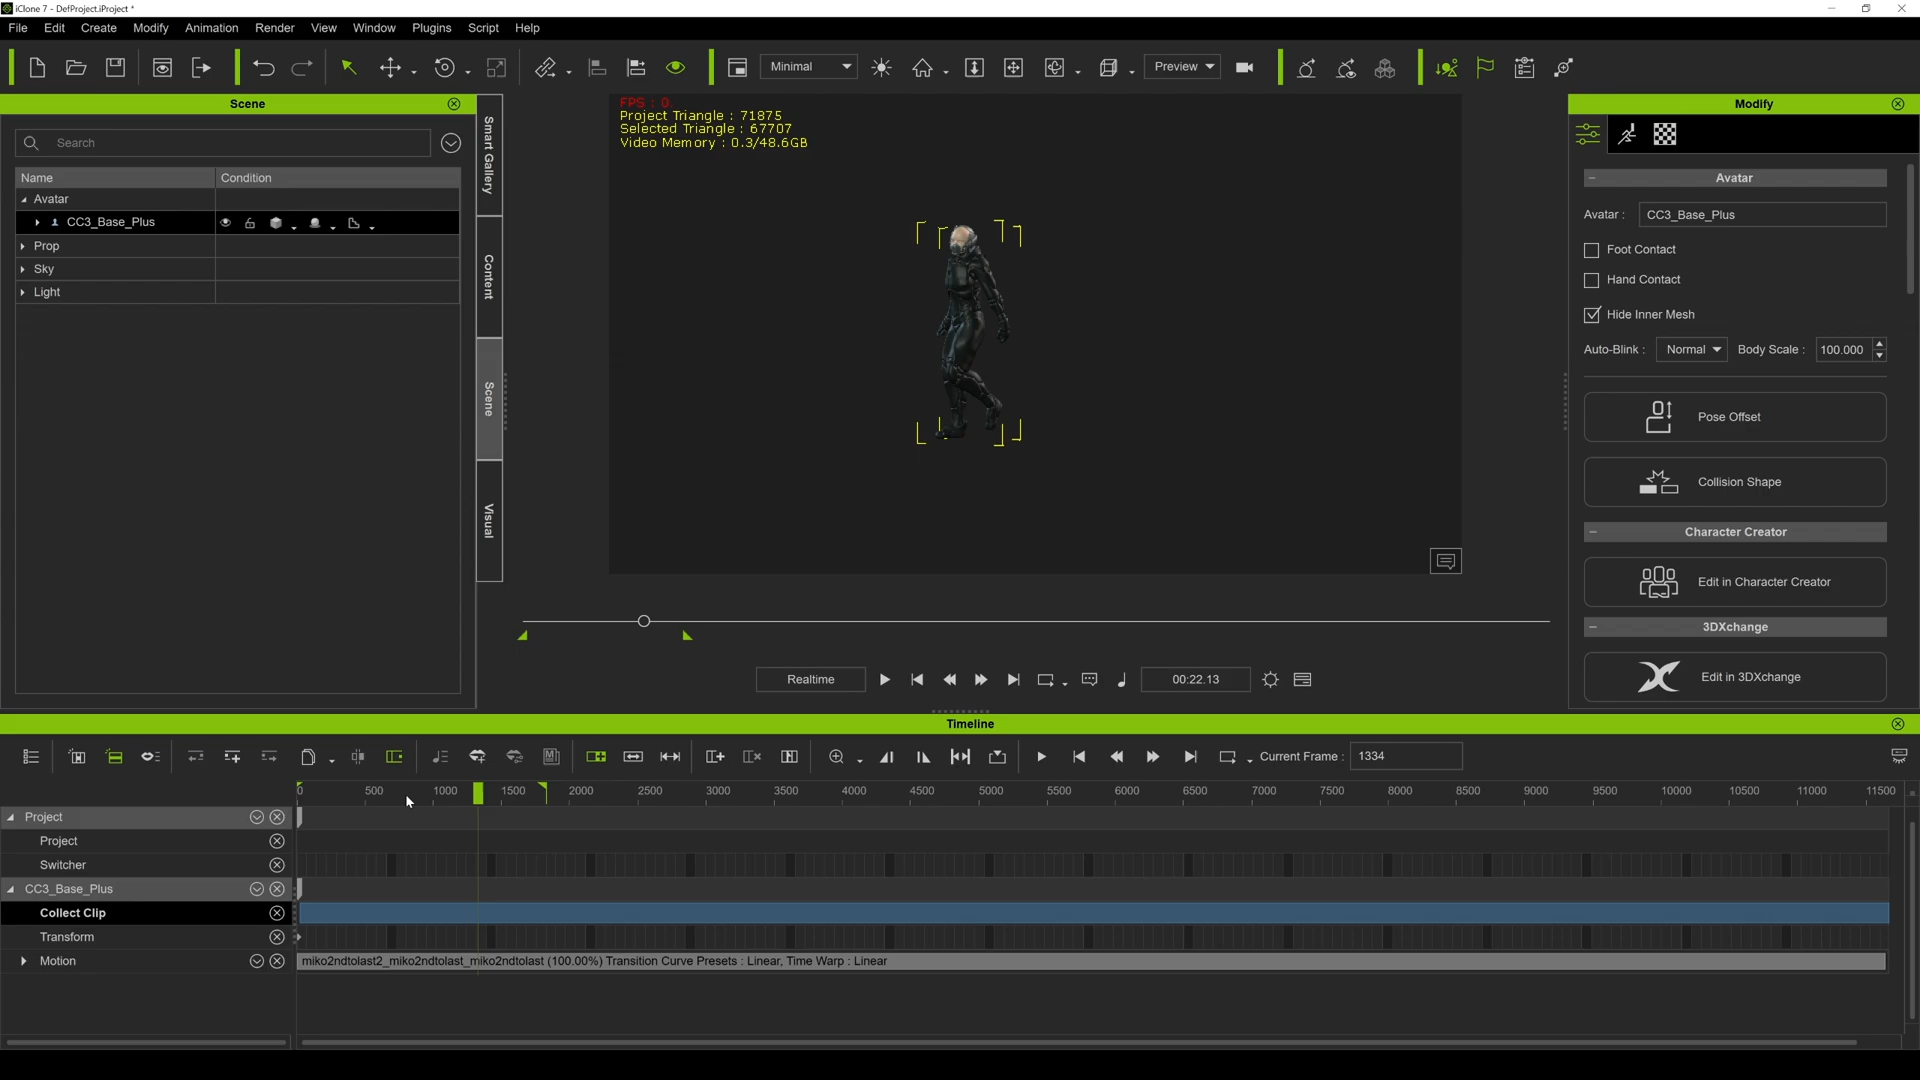 iClone 7 - DefProject.iProject *
File Edit Create Modify Animation Render View Window Plugins Script Help
Minimal
Preview
Scene
Search
Name Condition
Avatar
CC3_Base_Plus
Prop
Sky
Light
Smart Gallery
Content
Scene
Visual
FPS : 0.
Project Triangle : 71875
Selected Triangle : 67707
Video Memory : 0.3/48.6GB
Modify
Avatar
Avatar : CC3_Base_Plus
Foot Contact
Hand Contact
Hide Inner Mesh
Auto-Blink : Normal Body Scale : 100.000
Pose Offset
Collision Shape
Character Creator
Edit in Character Creator
3DXchange
Edit in 3DXchange
Realtime 00:22.13
Timeline
Current Frame : 1334
0 500 1000 1500 2000 2500 3000 3500 4000 4500 5000 5500 6000 6500 7000 7500 8000 8500 9000 9500 10000 10500 11000 11500
Project
Project
Switcher
CC3_Base_Plus
Collect Clip
Transform
Motion miko2ndtolast2_miko2ndtolast_miko2ndtolast (100.00%) Transition Curve Presets : Linear, Time Warp : Linear